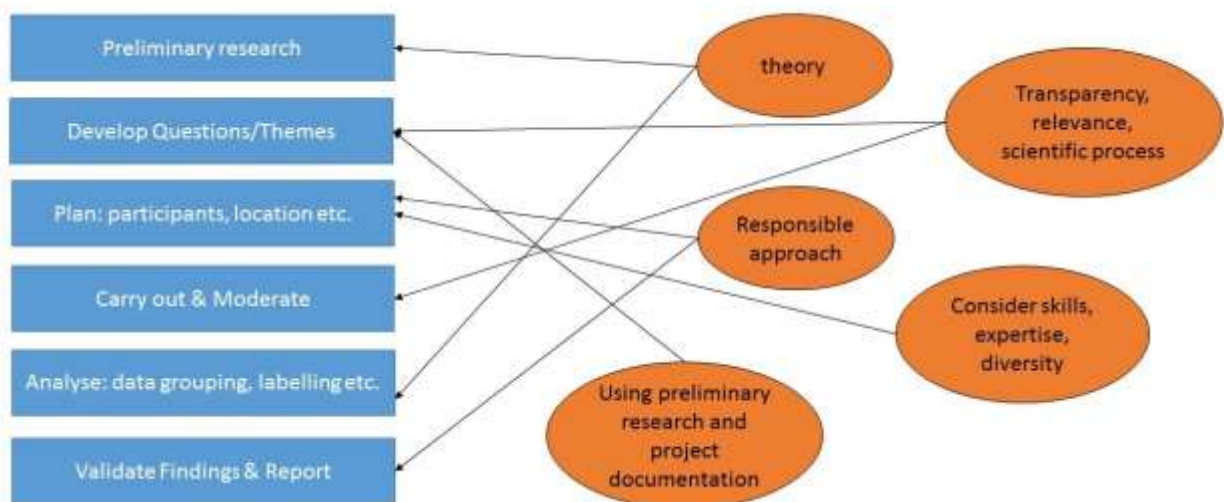 Preliminary research
Develop Questions/Themes
Plan: participants, location etc.
Carry out & Moderate
Analyse: data grouping, labelling etc.
Validate Findings & Report
theory
Transparency,
relevance,
scientific process
Responsible
approach
Consider skills,
expertise,
diversity
Using preliminary
research and
project
documentation